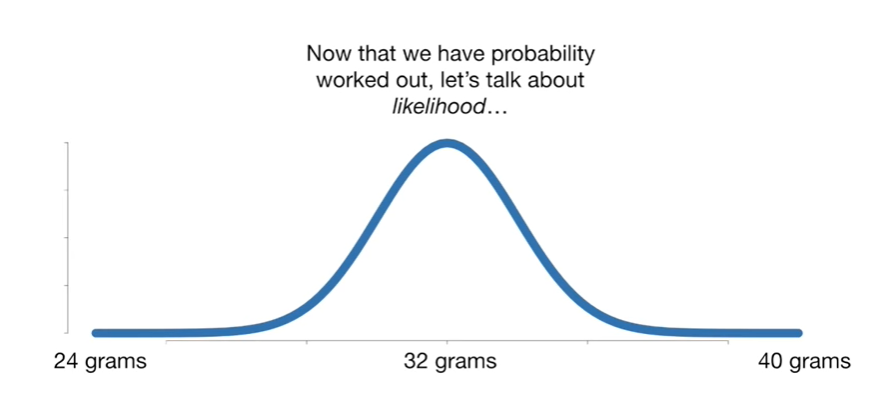 Now that we have probability
worked out, let's talk about
likelihood…
24 grams
32 grams
40 grams